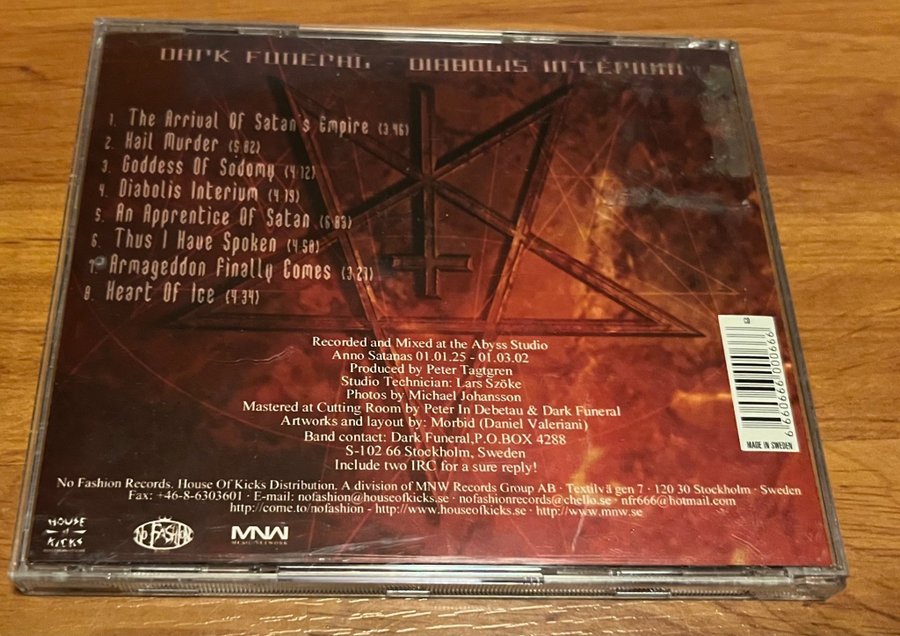 DARK FUNERAL - DIABOLIS INTERIUM
1. The Arrival Of Satan's Empire (3:46)
2. Hail Murder (5:02)
3. Goddess Of Sodomy (4:12)
4. Diabolis Interium (4:19)
5. An Apprentice Of Satan (6:03)
6. Thus I Have Spoken (4:50)
7. Armageddon Finally Comes (3:27)
8. Heart Of Ice (4:34)
Recorded and Mixed at the Abyss Studio
Anno Satanas 01.01.25 - 01.03.02
Produced by Peter Tagtgren
Studio Technician: Lars Szöke
Photos by Michael Johansson
Mastered at Cutting Room by Peter In Debetau & Dark Funeral
Artworks and layout by: Morbid (Daniel Valeriani)
Band contact: Dark Funeral,P.O.BOX 4288
S-102 66 Stockholm, Sweden
Include two IRC for a sure reply!
No Fashion Records. House Of Kicks Distribution. A division of MNW Records Group AB · Textilvägen 7 · 120 30 Stockholm · Sweden
Fax: +46-8-6303601 · E-mail: nofashion@houseofkicks.se · nofashionrecords@chello.se · nfr666@hotmail.com
http://come.to/nofashion - http://www.houseofkicks.se · http://www.mnw.se
HOUSE
of
KICKS
NO FASHION
MNW
MUSIC NETWORK
CD
MADE IN SWEDEN